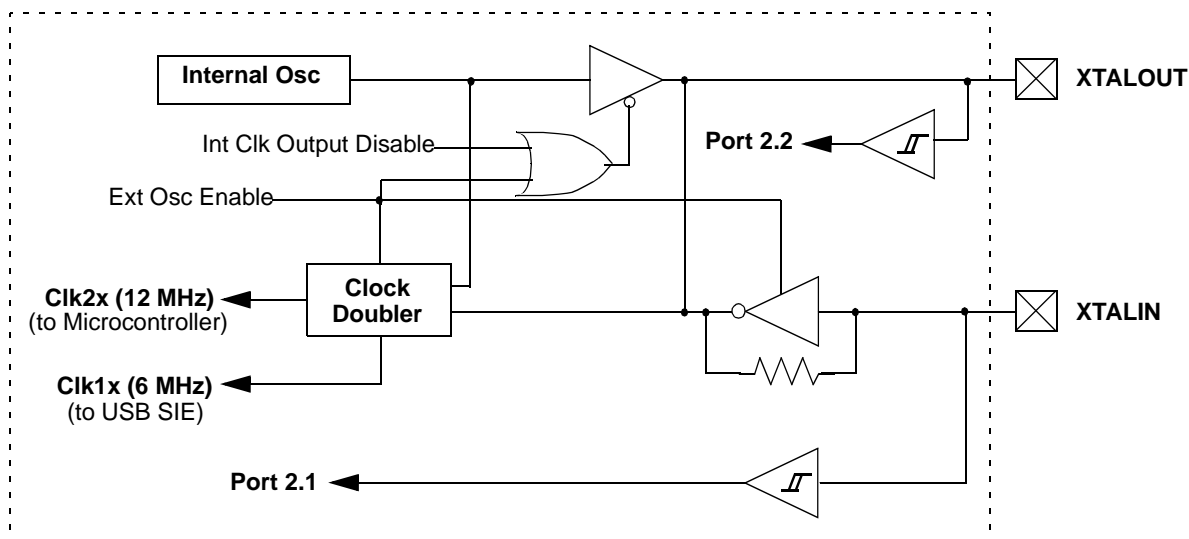 Internal Osc
XTALOUT
Int Clk Output Disable
Port 2.2
Ext Osc Enable
Clock
Doubler
Clk2x (12 MHz)
(to Microcontroller)
XTALIN
Clk1x (6 MHz)
(to USB SIE)
Port 2.1